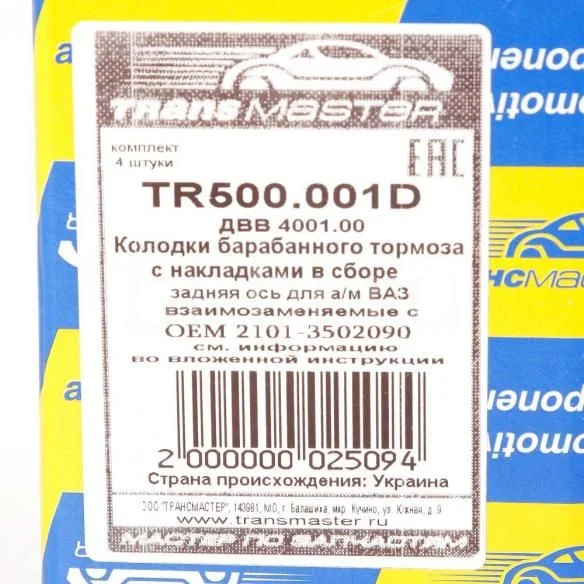 TRANSMASTER
комплект
4 штуки
EAC
TR500.001D
ДВВ 4001.00
Колодки барабанного тормоза
с накладками в сборе
задняя ось для а/м ВАЗ
взаимозаменяемые с
OEM 2101-3502090
см. информацию
во вложенной инструкции
2 000000 025094
Страна происхождения: Украина
ООО "ТРАНСМАСТЕР", 143981, МО, г. Балашиха, мкр. Кучино, ул. Южная, д. 9
www.transmaster.ru